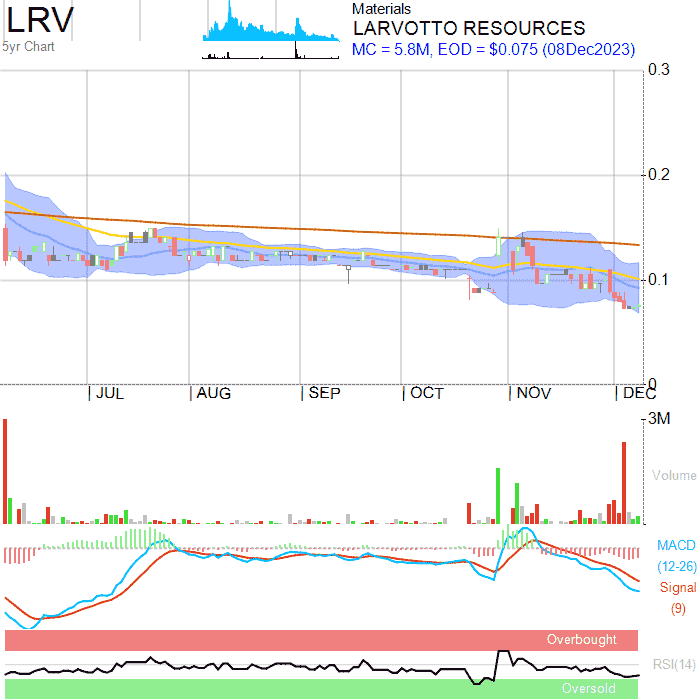 LRV
5yr Chart
Materials
LARVOTTO RESOURCES
MC = 5.8M, EOD = $0.075 (08Dec2023)
0.3
0.2
0.1
0
JUL AUG SEP OCT NOV DEC
3M
Volume
MACD
(12-26)
Signal
(9)
Overbought
RSI(14)
Oversold